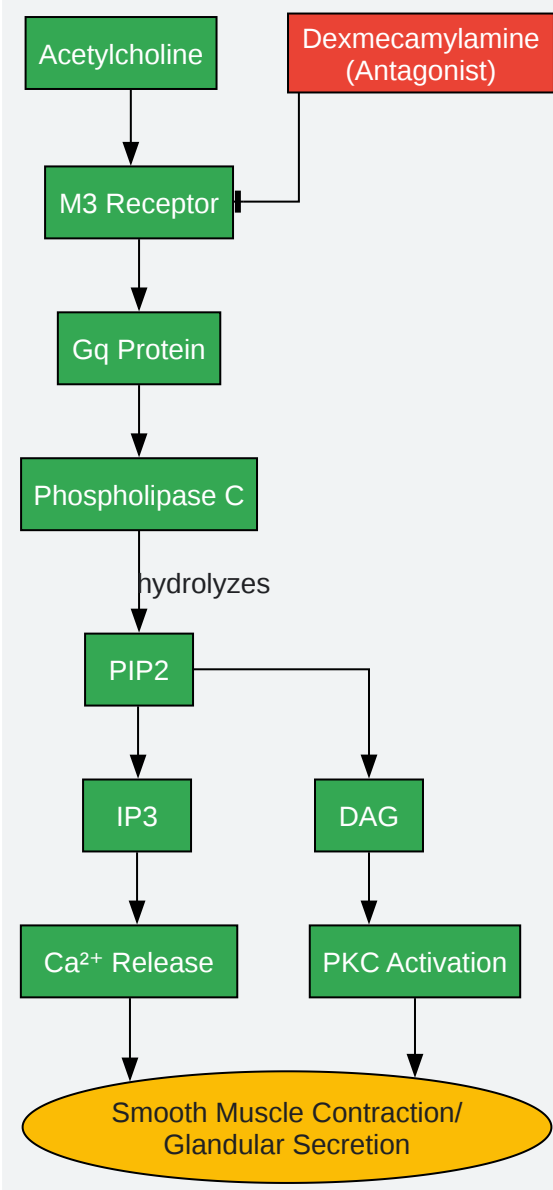 Acetylcholine
Dexmecamylamine
(Antagonist)
M3 Receptor
Gq Protein
Phospholipase C
hydrolyzes
PIP2
IP3
DAG
Ca²⁺ Release
PKC Activation
Smooth Muscle Contraction/
Glandular Secretion